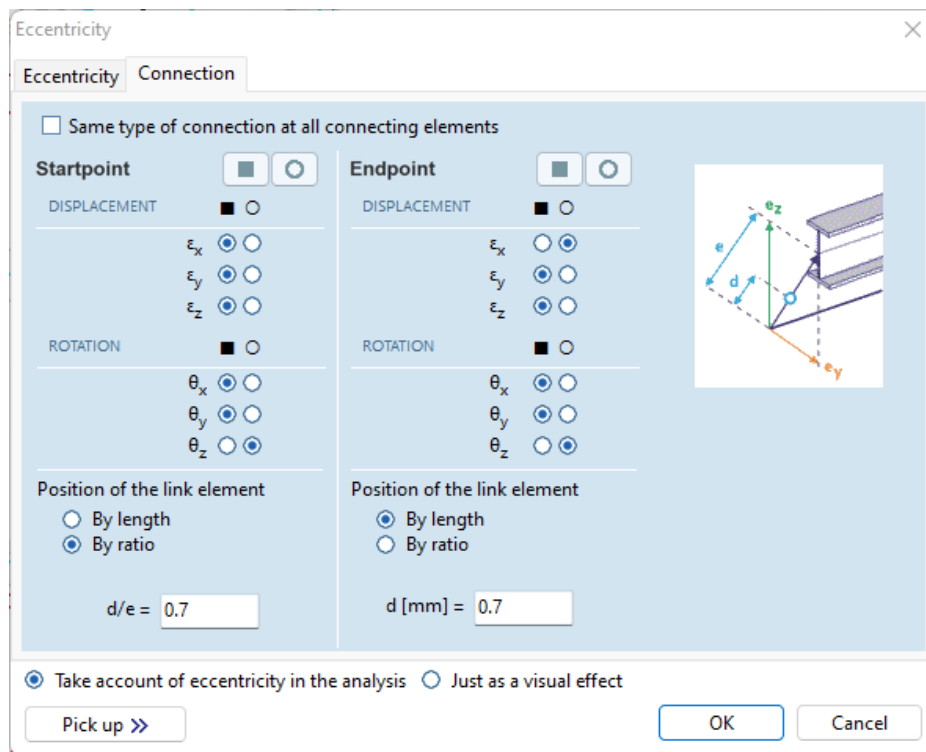 Eccentricity
Eccentricity Connection
Same type of connection at all connecting elements
Startpoint
DISPLACEMENT
εx
εy
εz
ROTATION
θx
θy
θz
Position of the link element
By length
By ratio
d/e = 0.7
Endpoint
DISPLACEMENT
εx
εy
εz
ROTATION
θx
θy
θz
Position of the link element
By length
By ratio
d [mm] = 0.7
ez
e
d
ey
Take account of eccentricity in the analysis Just as a visual effect
Pick up >> OK Cancel